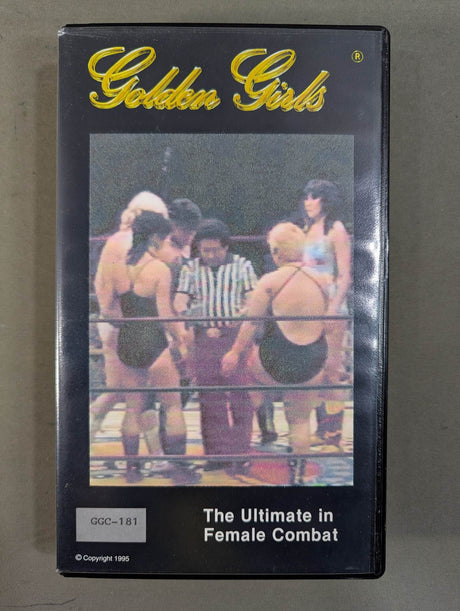 Golden Girls ®
GGC-181
The Ultimate in
Female Combat
© Copyright 1995